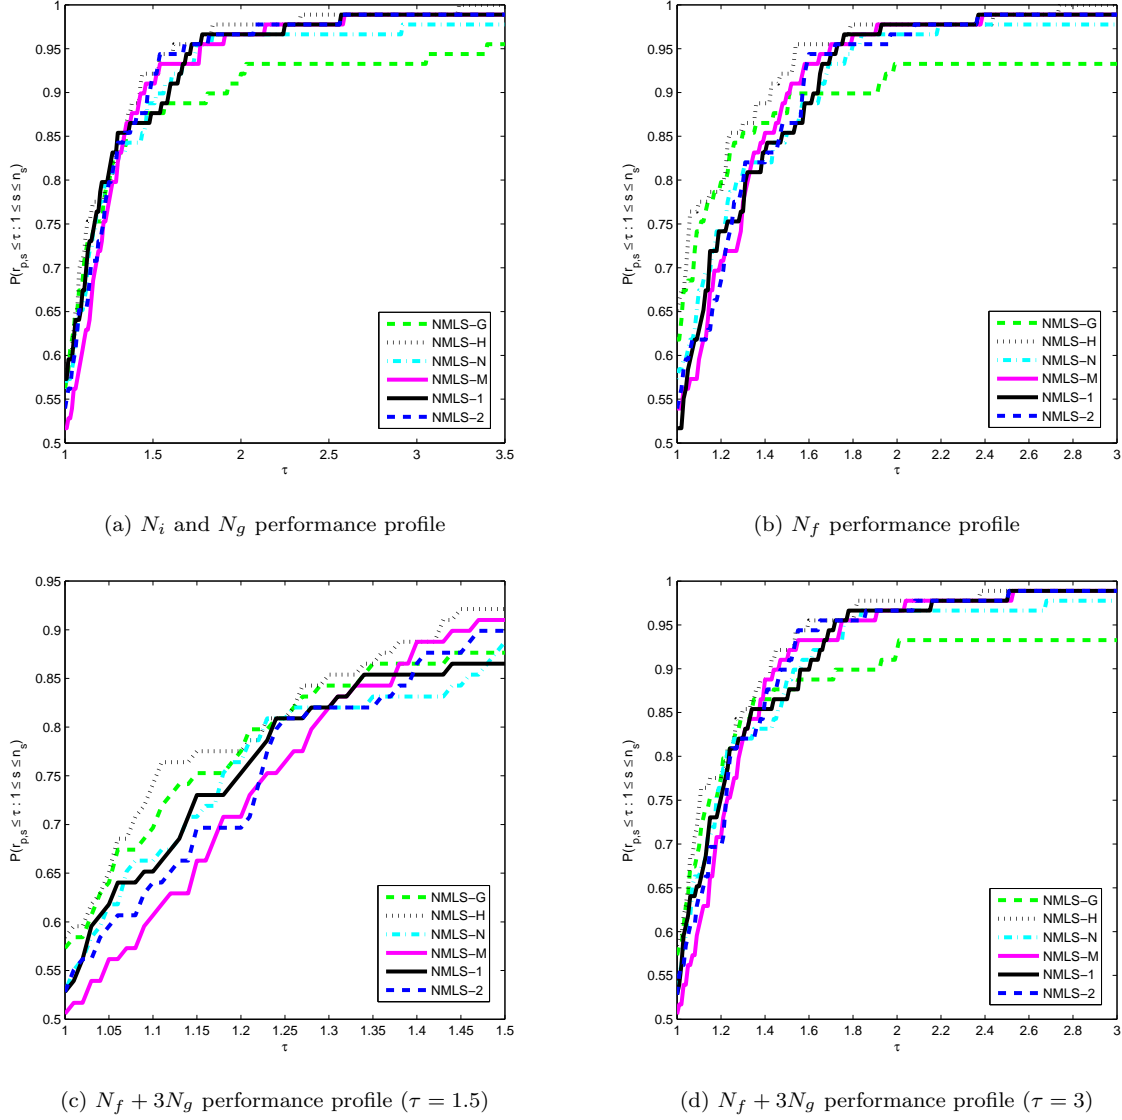 1
0.95
0.9
0.85
0.8
0.75
0.7
0.65
0.6
0.55
0.5
P(r_{p,s} ≤ τ : 1 ≤ s ≤ n_s)
NMLS−G
NMLS−H
NMLS−N
NMLS−M
NMLS−1
NMLS−2
1 1.5 2 2.5 3 3.5
τ
(a) N_i and N_g performance profile
1
0.95
0.9
0.85
0.8
0.75
0.7
0.65
0.6
0.55
0.5
P(r_{p,s} ≤ τ : 1 ≤ s ≤ n_s)
NMLS−G
NMLS−H
NMLS−N
NMLS−M
NMLS−1
NMLS−2
1 1.2 1.4 1.6 1.8 2 2.2 2.4 2.6 2.8 3
τ
(b) N_f performance profile
0.95
0.9
0.85
0.8
0.75
0.7
0.65
0.6
0.55
0.5
P(r_{p,s} ≤ τ : 1 ≤ s ≤ n_s)
NMLS−G
NMLS−H
NMLS−N
NMLS−M
NMLS−1
NMLS−2
1 1.05 1.1 1.15 1.2 1.25 1.3 1.35 1.4 1.45 1.5
τ
(c) N_f + 3N_g performance profile (τ = 1.5)
1
0.95
0.9
0.85
0.8
0.75
0.7
0.65
0.6
0.55
0.5
P(r_{p,s} ≤ τ : 1 ≤ s ≤ n_s)
NMLS−G
NMLS−H
NMLS−N
NMLS−M
NMLS−1
NMLS−2
1 1.2 1.4 1.6 1.8 2 2.2 2.4 2.6 2.8 3
τ
(d) N_f + 3N_g performance profile (τ = 3)